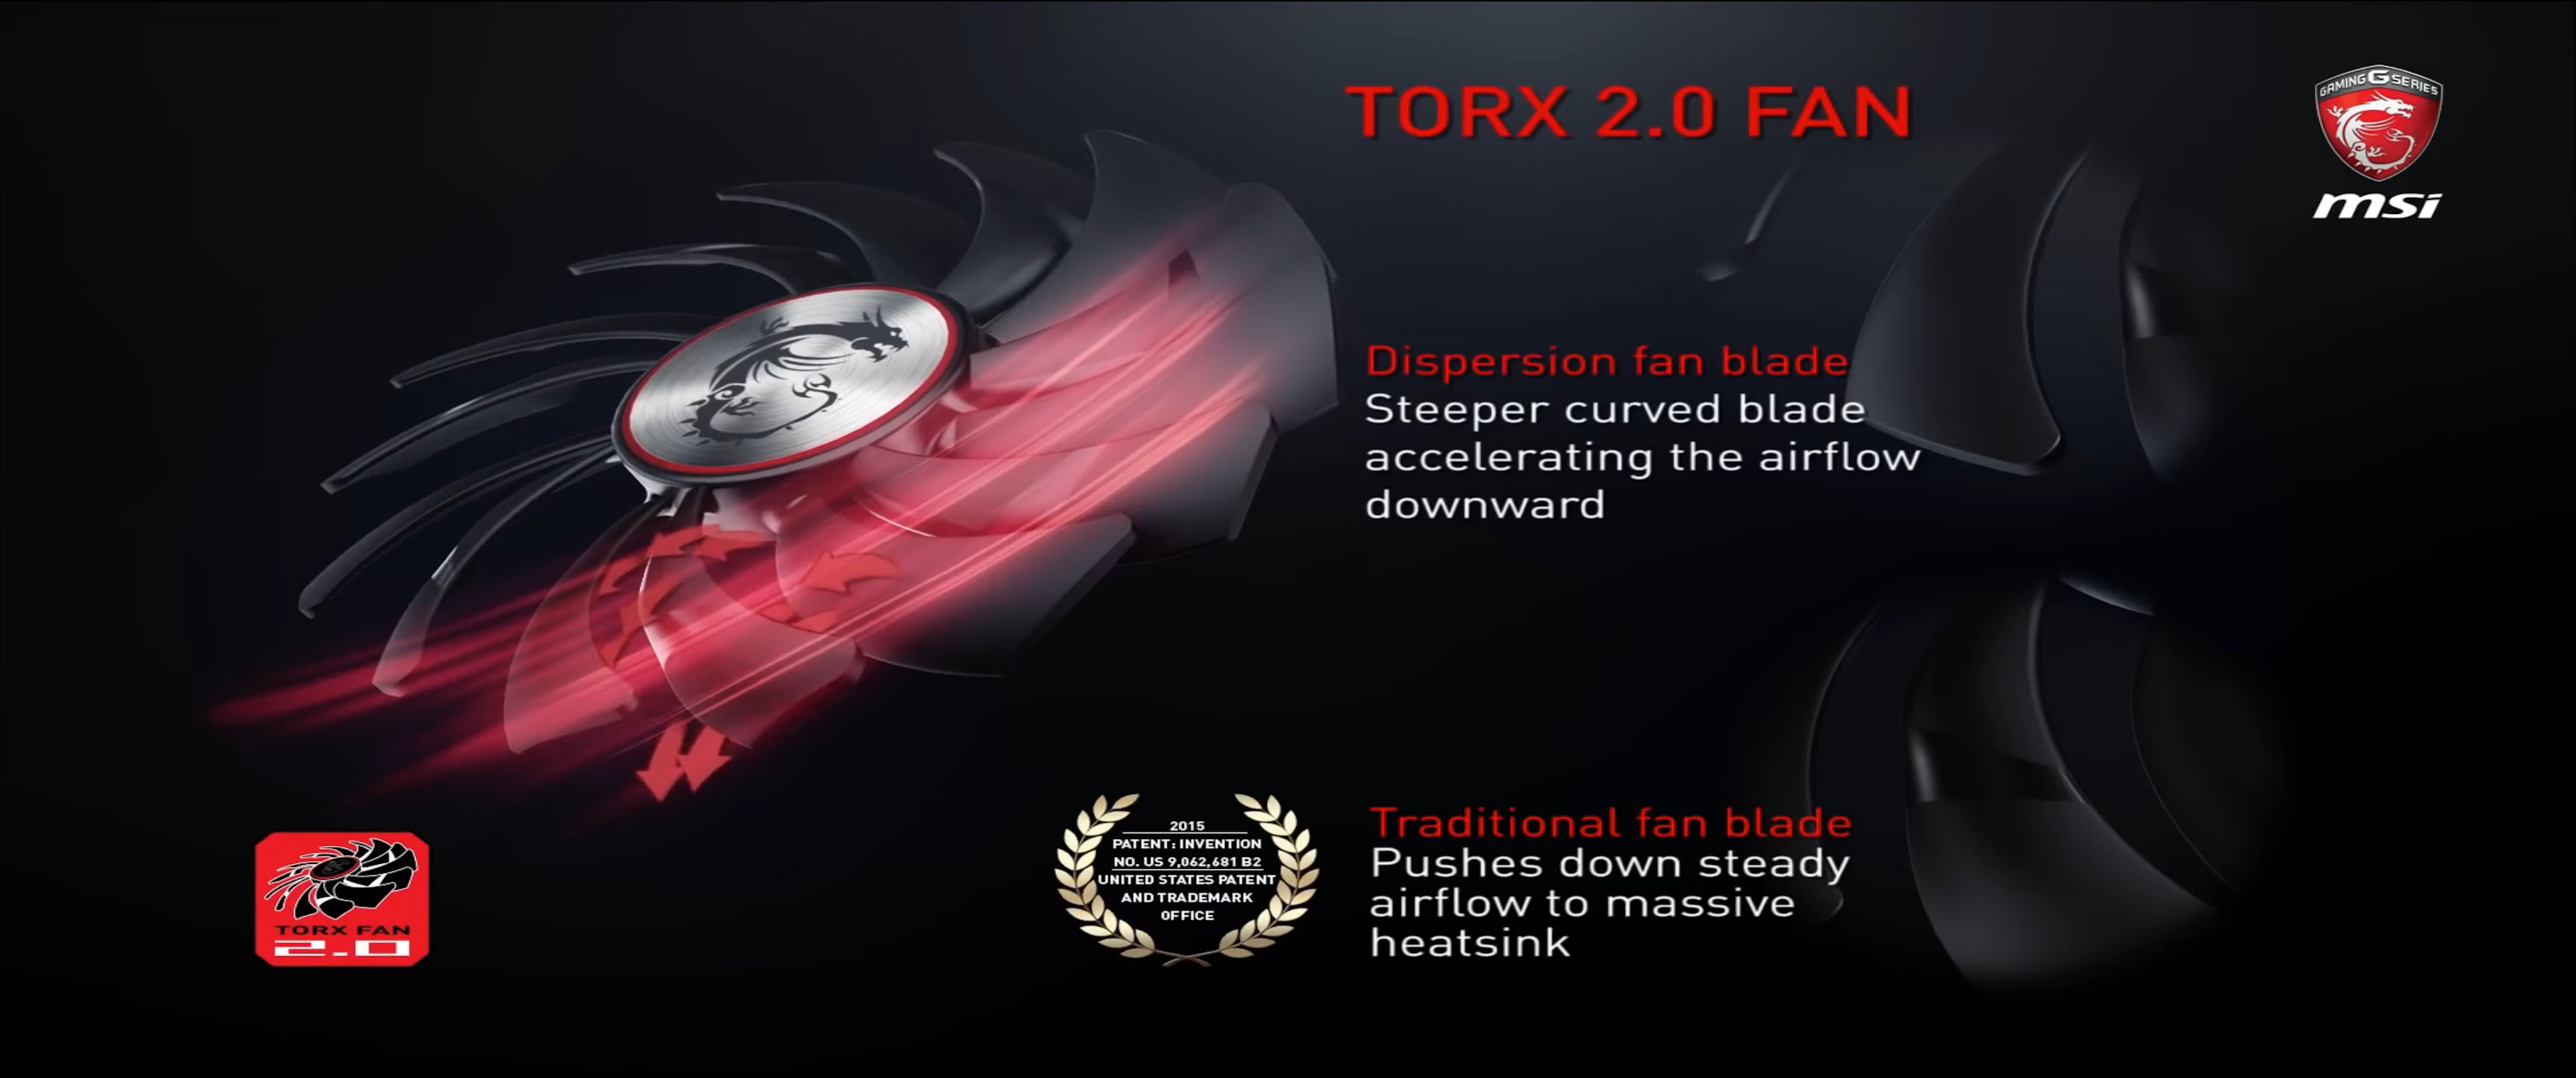 TORX 2.0 FAN
GAMING G SERIES
msi
Dispersion fan blade
Steeper curved blade
accelerating the airflow
downward
Traditional fan blade
Pushes down steady
airflow to massive
heatsink
2015
PATENT: INVENTION
NO. US 9,062,681 B2
UNITED STATES PATENT
AND TRADEMARK
OFFICE
TORX FAN
2.0